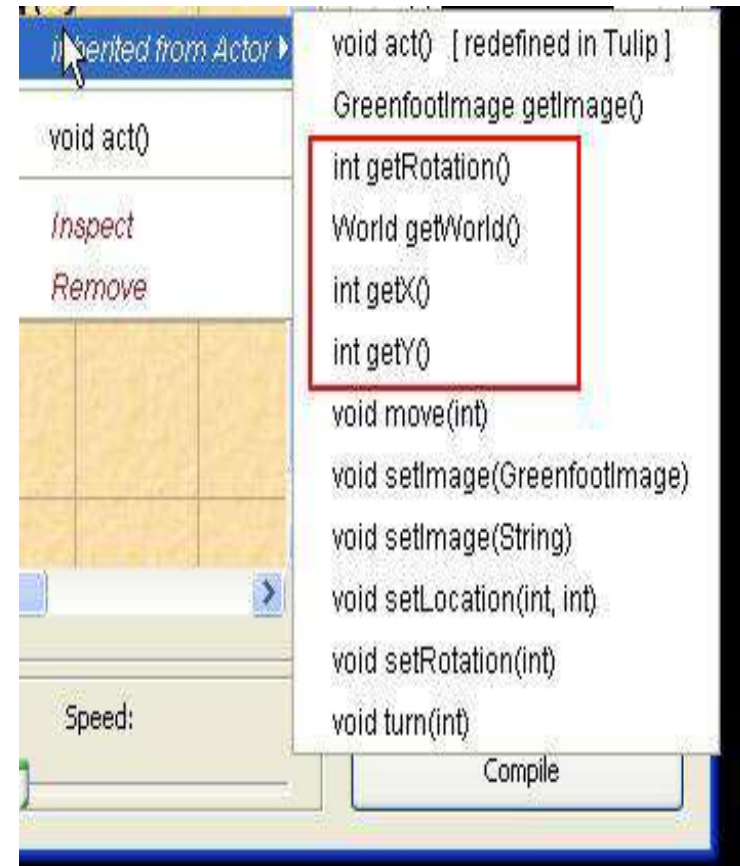 inherited from Actor
void act()
Inspect
Remove
Speed:
void act() [ redefined in Tulip ]
GreenfootImage getImage()
int getRotation()
World getWorld()
int getX()
int getY()
void move(int)
void setImage(GreenfootImage)
void setImage(String)
void setLocation(int, int)
void setRotation(int)
void turn(int)
Compile